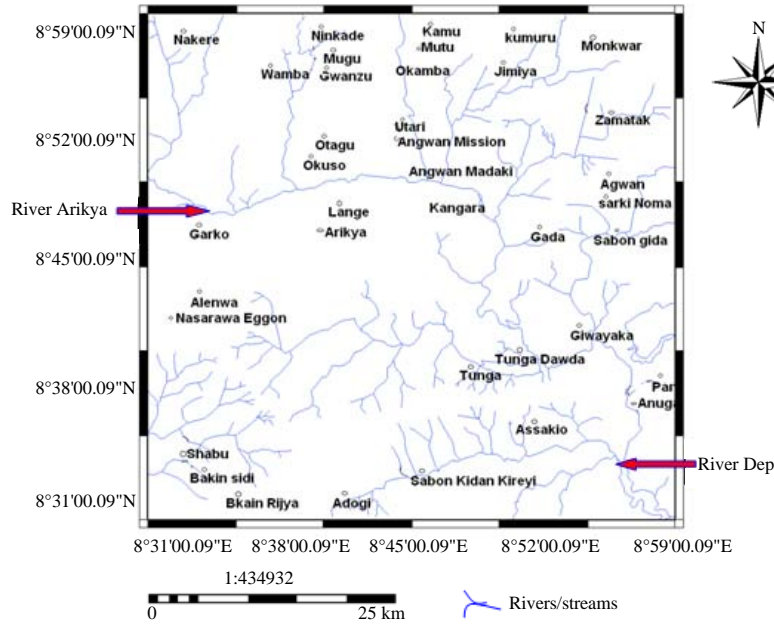 8°59'00.09"N
8°52'00.09"N
River Arikya
8°45'00.09"N
8°38'00.09"N
8°31'00.09"N
Nakere
Ninkade
Kamu
kumuru
Monkwar
Mugu
Mutu
Wamba
Gwanzu
Okamba
Jimiya
Utari
Zamatak
Otagu
Angwan Mission
Okuso
Angwan Madaki
Agwan
sarki Noma
Lange
Kangara
Garko
Arikya
Gada
Sabon gida
Alenwa
Nasarawa Eggon
Giwayaka
Tunga Dawda
Tunga
Pan
Anuga
Assakio
Shabu
Bakin sidi
Sabon Kidan Kireyi
Bkain Rijya
Adogi
N
River Dep
8°31'00.09"E
8°38'00.09"E
8°45'00.09"E
8°52'00.09"E
8°59'00.09"E
1:434932
0
25 km
Rivers/streams